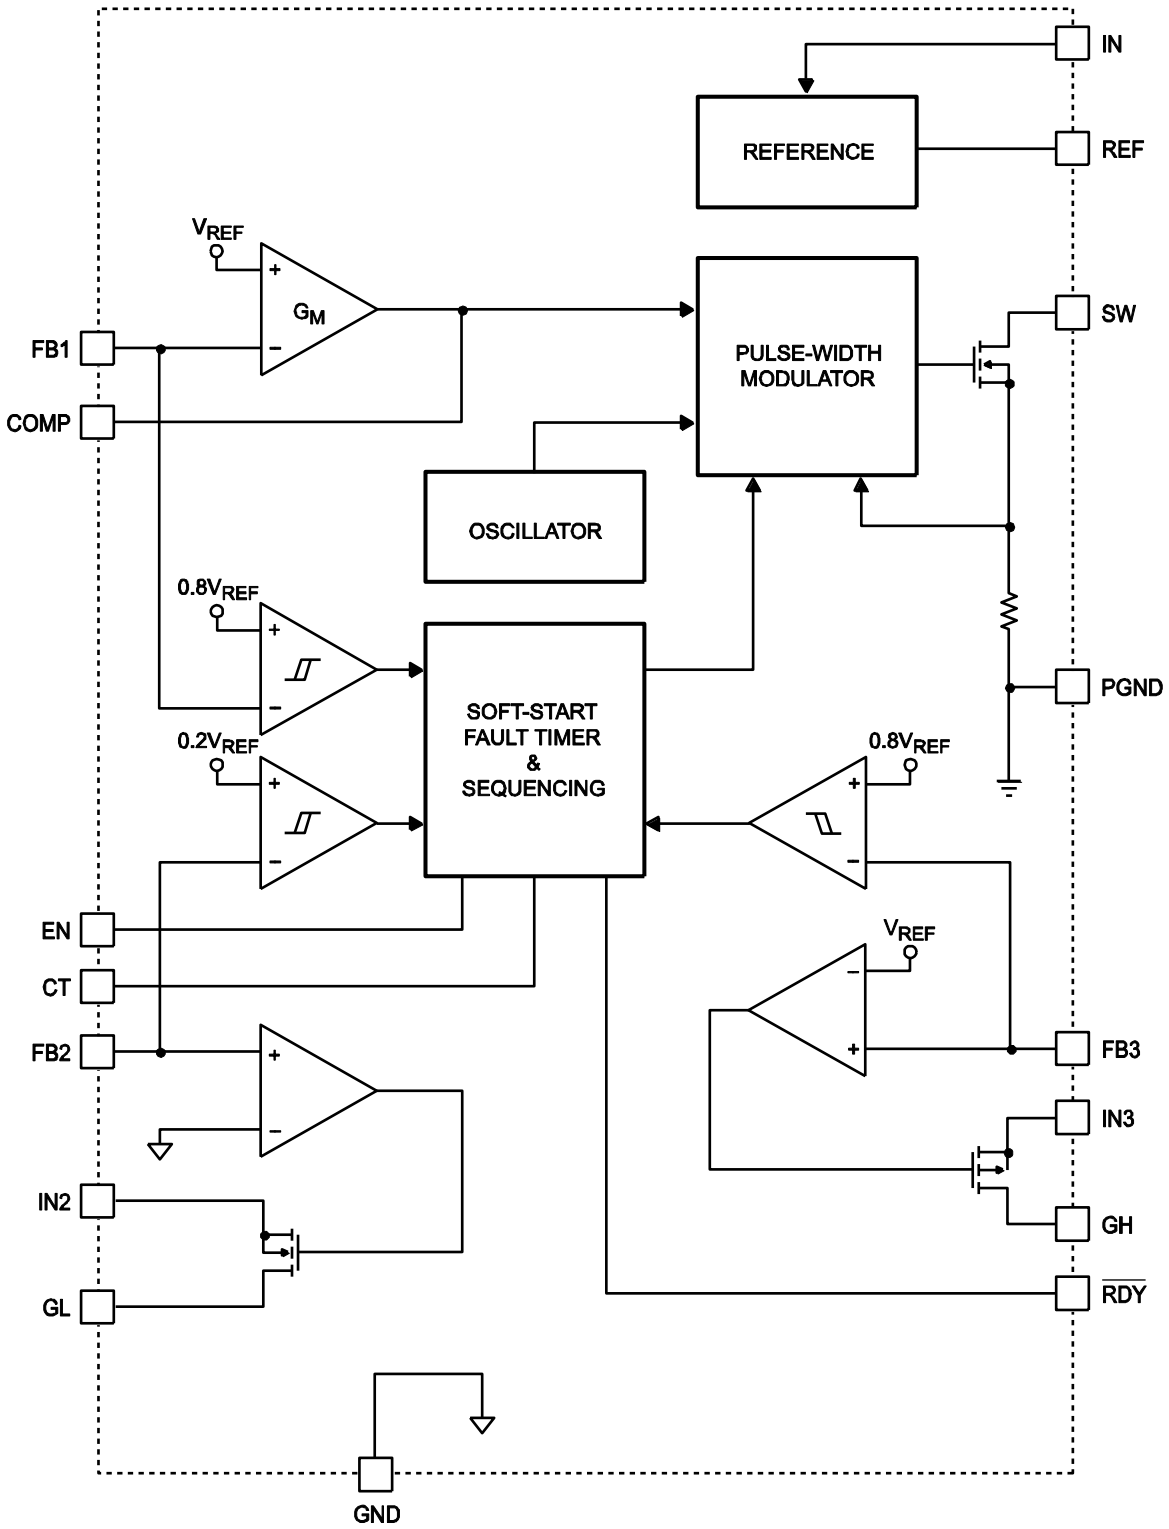 IN
REF
REFERENCE
VREF
+
GM
−
FB1
COMP
SW
PULSE-WIDTH
MODULATOR
OSCILLATOR
0.8VREF
+
−
SOFT-START
FAULT TIMER
&
SEQUENCING
0.2VREF
+
−
PGND
0.8VREF
+
−
EN
CT
FB2
+
−
VREF
−
+
FB3
IN3
IN2
GH
GL
RDY
GND